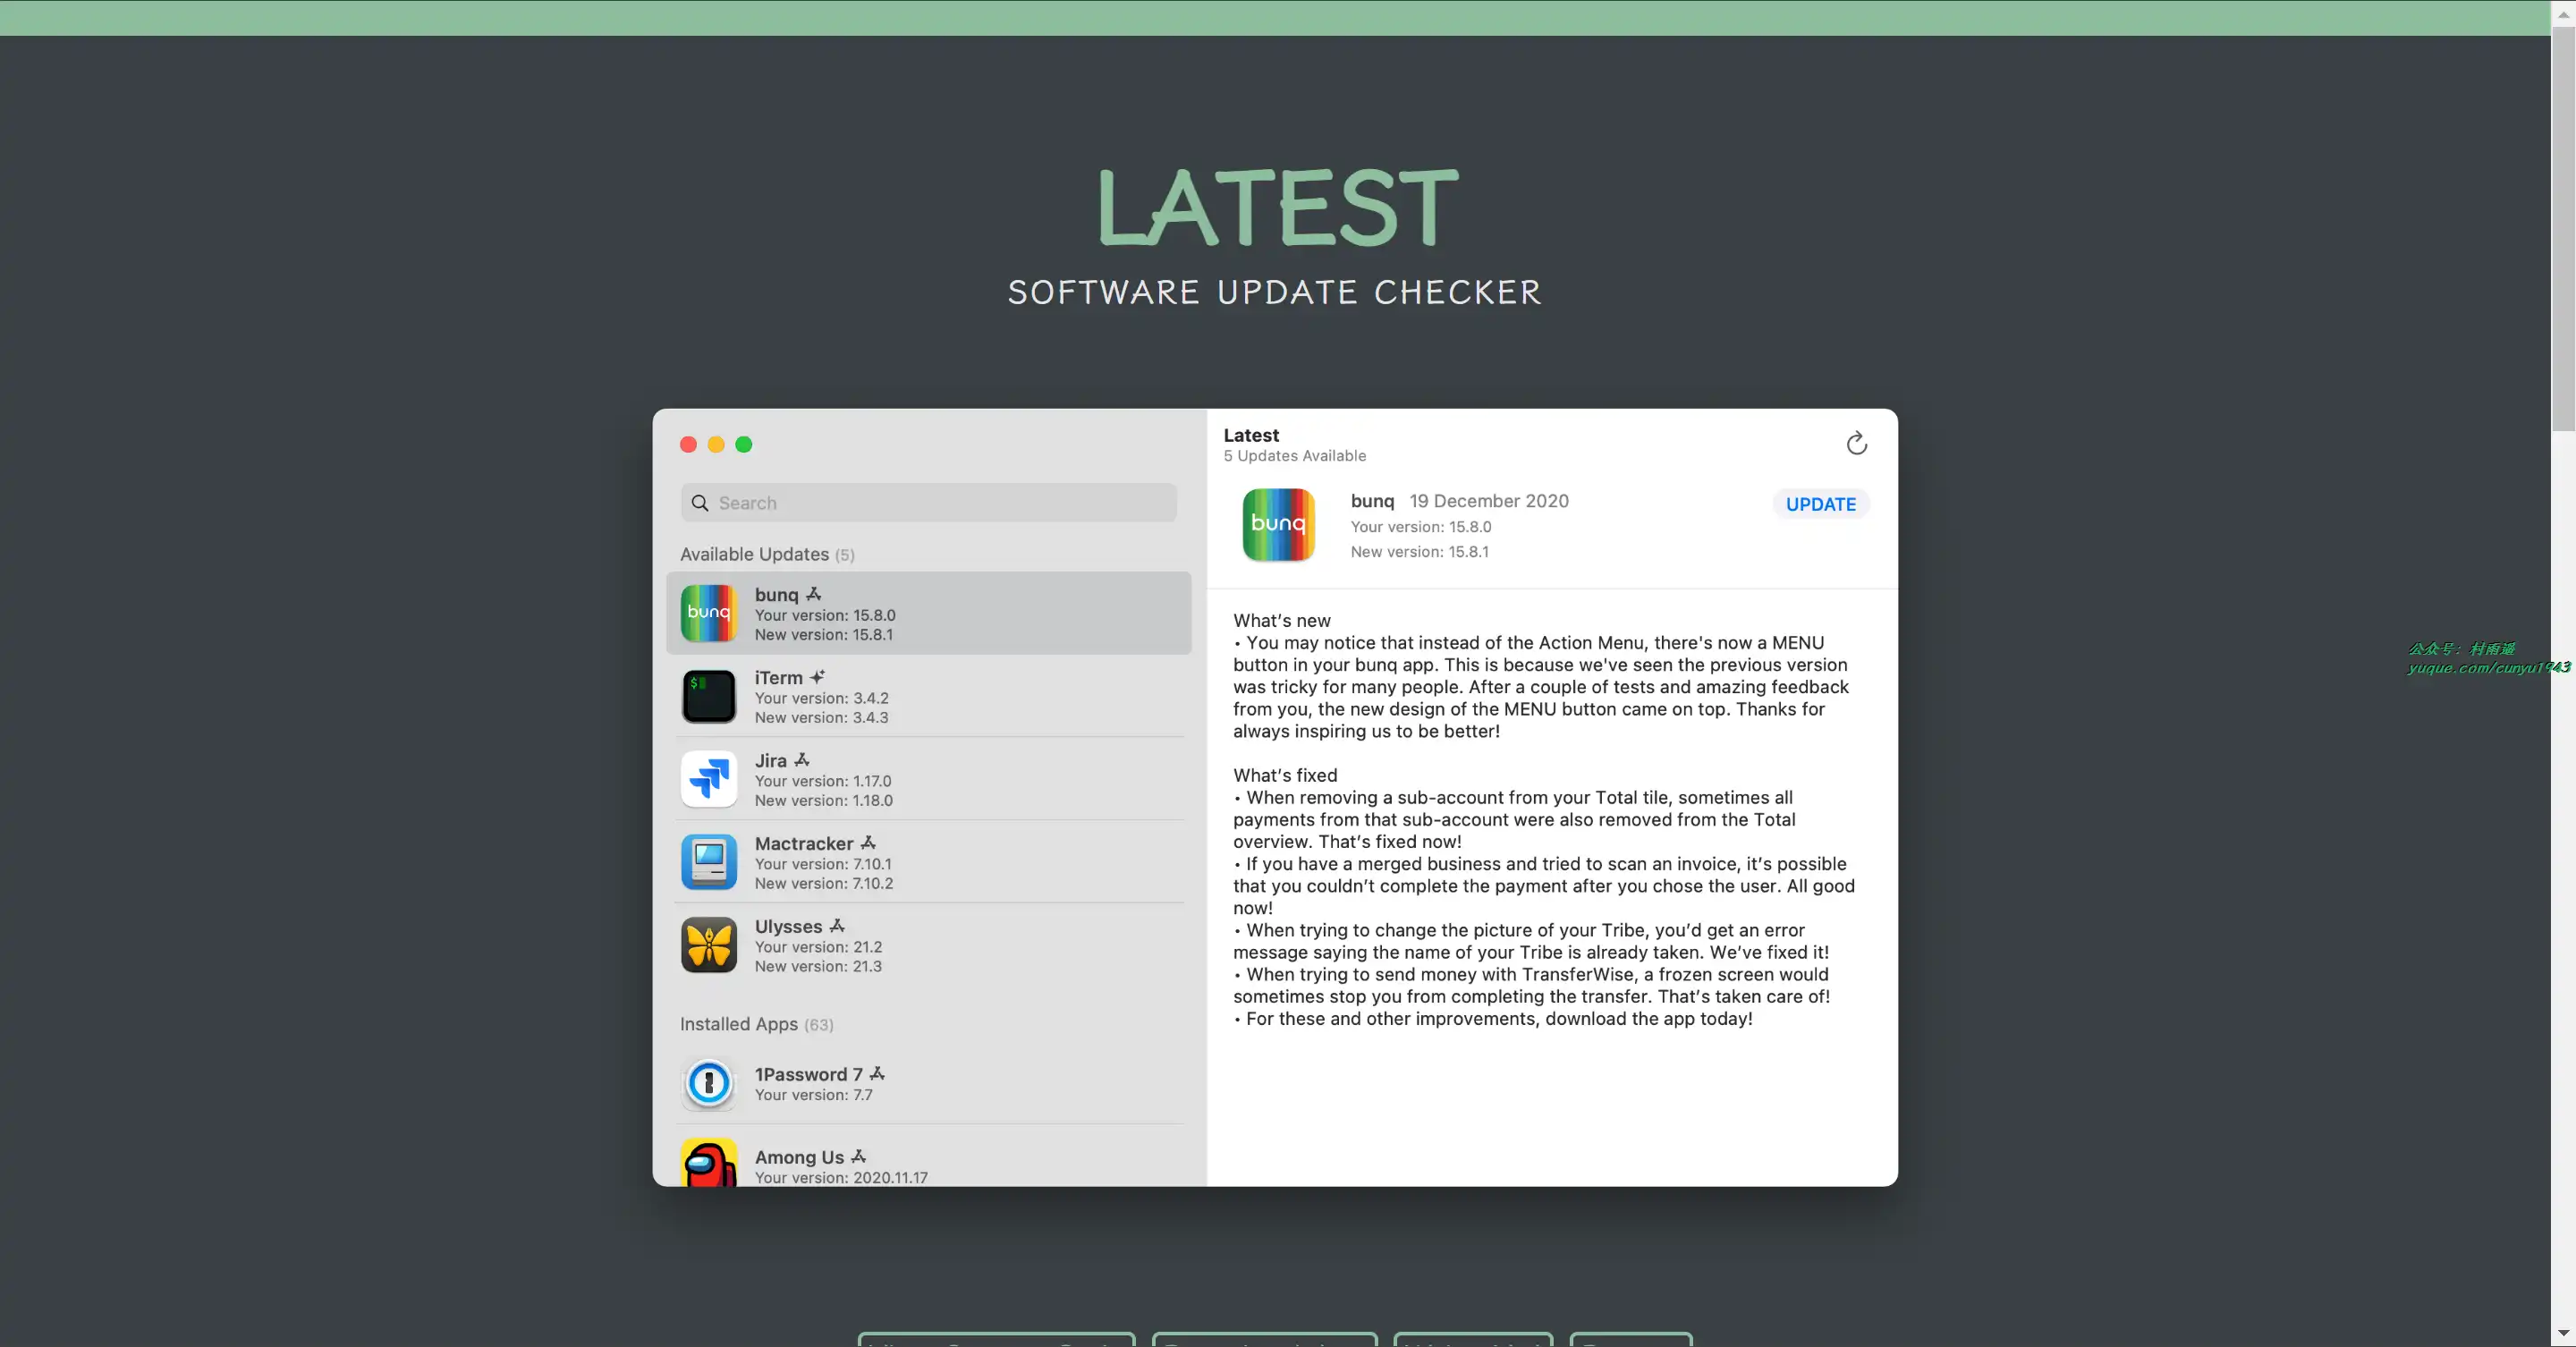 LATEST
SOFTWARE UPDATE CHECKER
Search
Available Updates (5)
bunq
bunq
Your version: 15.8.0
New version: 15.8.1
$
iTerm
Your version: 3.4.2
New version: 3.4.3
Jira
Your version: 1.17.0
New version: 1.18.0
Mactracker
Your version: 7.10.1
New version: 7.10.2
Ulysses
Your version: 21.2
New version: 21.3
Installed Apps (63)
1Password 7
Your version: 7.7
Among Us
Your version: 2020.11.17
Latest
5 Updates Available
bunq
bunq 19 December 2020
Your version: 15.8.0
New version: 15.8.1
UPDATE
What’s new
• You may notice that instead of the Action Menu, there's now a MENU
button in your bunq app. This is because we've seen the previous version
was tricky for many people. After a couple of tests and amazing feedback
from you, the new design of the MENU button came on top. Thanks for
always inspiring us to be better!
What’s fixed
• When removing a sub-account from your Total tile, sometimes all
payments from that sub-account were also removed from the Total
overview. That’s fixed now!
• If you have a merged business and tried to scan an invoice, it’s possible
that you couldn’t complete the payment after you chose the user. All good
now!
• When trying to change the picture of your Tribe, you’d get an error
message saying the name of your Tribe is already taken. We’ve fixed it!
• When trying to send money with TransferWise, a frozen screen would
sometimes stop you from completing the transfer. That’s taken care of!
• For these and other improvements, download the app today!
公众号：村雨遥
yuque.com/cunyu1943